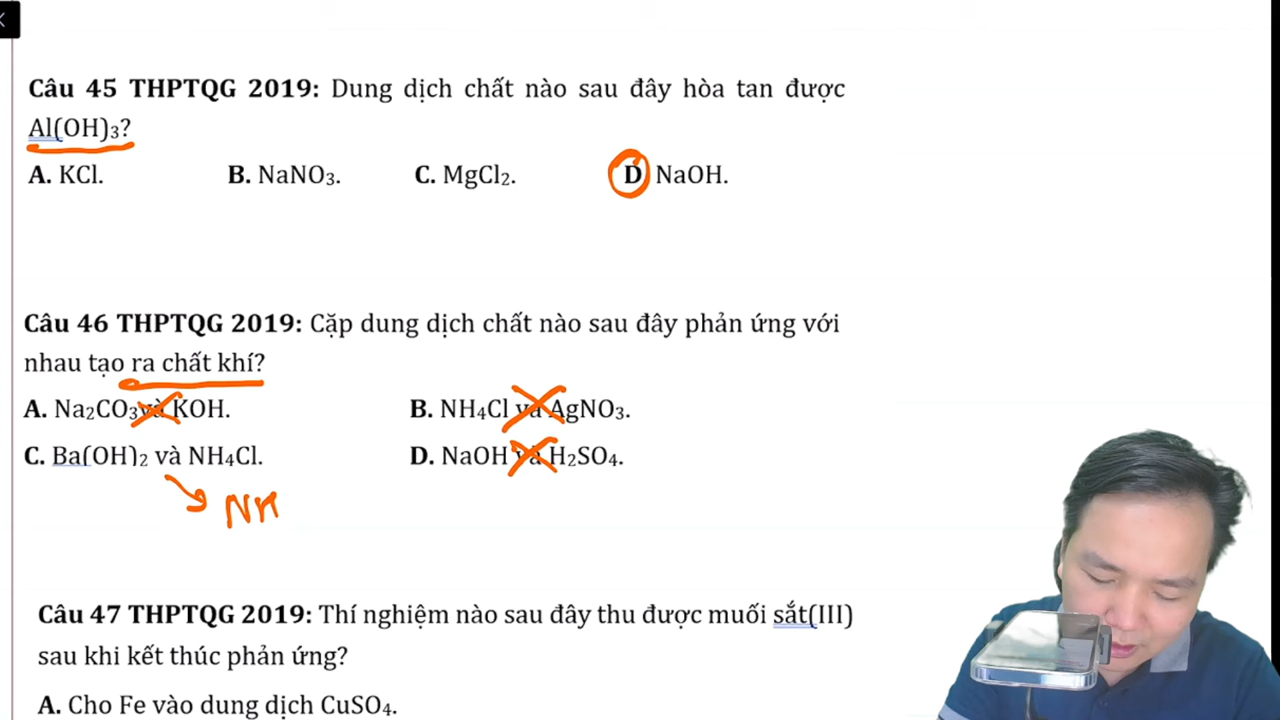 Câu 45 THPTQG 2019: Dung dịch chất nào sau đây hòa tan được
Al(OH)₃?
A. KCl. B. NaNO₃. C. MgCl₂. D NaOH.
Câu 46 THPTQG 2019: Cặp dung dịch chất nào sau đây phản ứng với
nhau tạo ra chất khí?
A. Na₂CO₃ và KOH. B. NH₄Cl và AgNO₃.
C. Ba(OH)₂ và NH₄Cl. D. NaOH và H₂SO₄.
NH
Câu 47 THPTQG 2019: Thí nghiệm nào sau đây thu được muối sắt(III)
sau khi kết thúc phản ứng?
A. Cho Fe vào dung dịch CuSO₄.